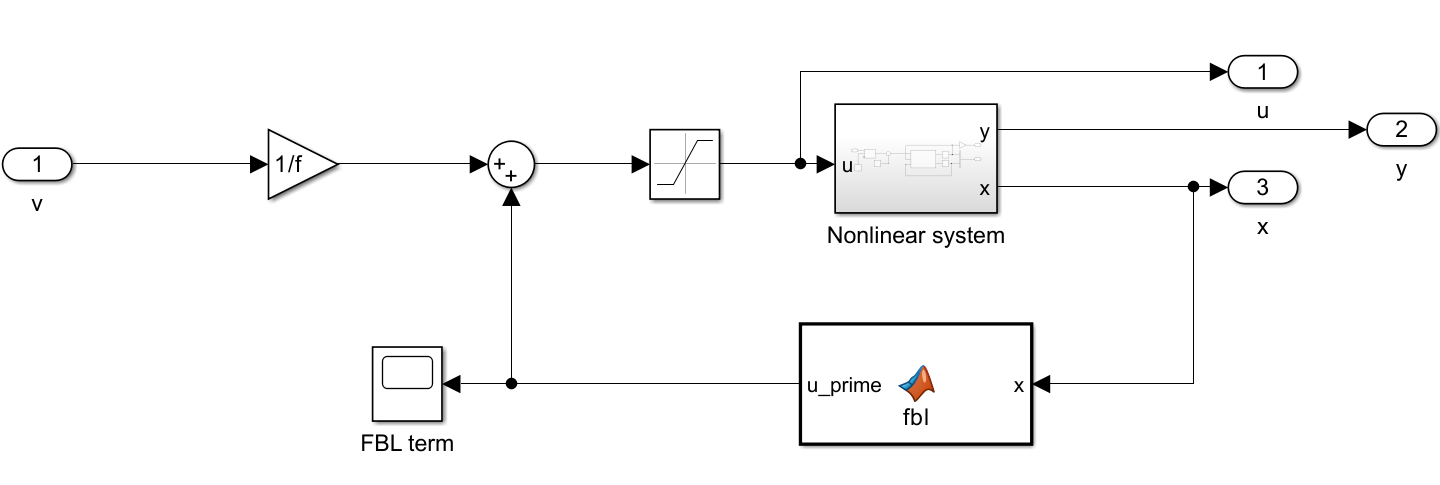 1
v
1/f
+
+
u
y
x
Nonlinear system
1
u
2
y
3
x
FBL term
u_prime
fbl
x